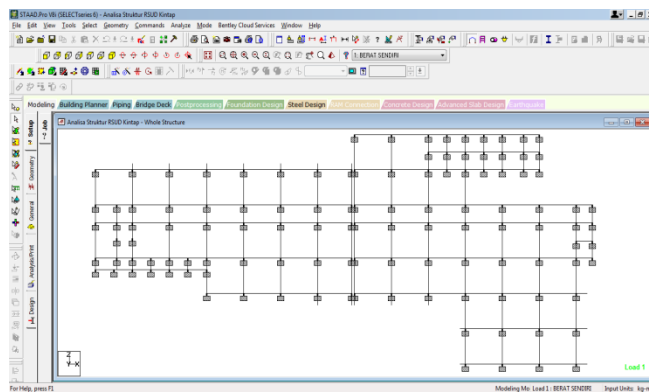 STAAD.Pro V8i (SELECTseries 6) - [Analisa Struktur RSUD Kintap]
File Edit View Tools Select Geometry Commands Analyze Mode Bentley Cloud Services Window Help
1: BERAT SENDIRI
Modeling Building Planner Piping Bridge Deck Postprocessing Foundation Design Steel Design RAM Connection Concrete Design Advanced Slab Design Earthquake
Analisa Struktur RSUD Kintap - Whole Structure
Job
Setup
Geometry
General
Analysis/Print
Design
Z
Y X
Load 1
For Help, press F1
Modeling Mo Load 1 : BERAT SENDIRI Input Units: kg-m